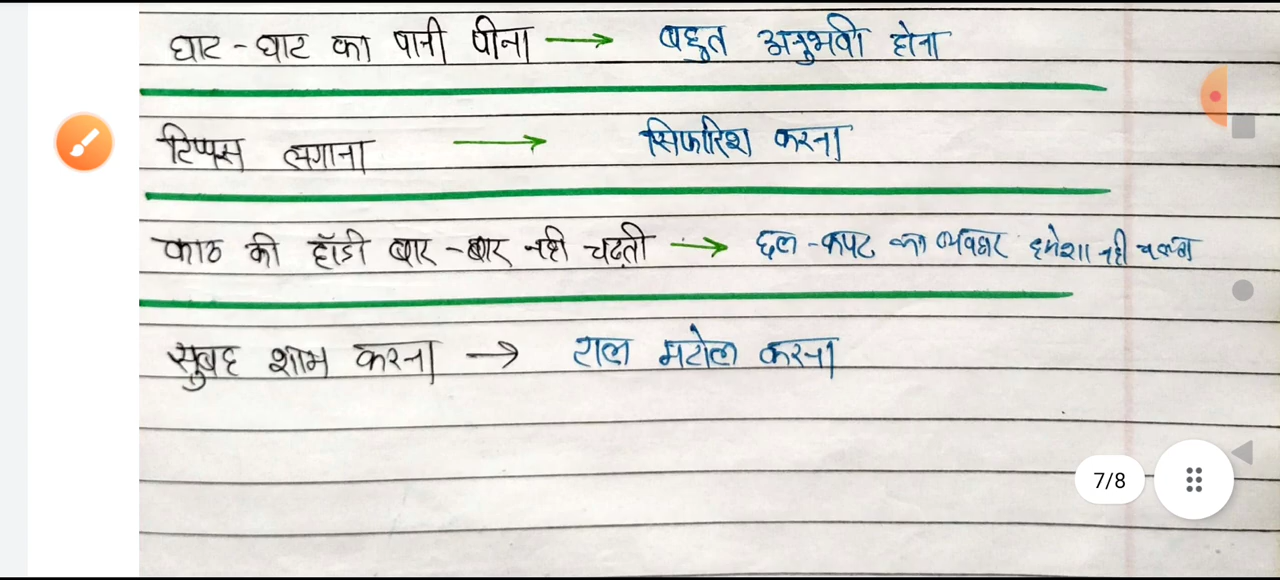 घाट-घाट का पानी पीना → बहुत अनुभवी होना
टिप्पस लगाना → सिफारिश करना
काठ की हाँडी बार-बार नही चढ़ती → छल-कपट का व्यवहार हमेशा नही चलता
सुबह शाम करना → टाल मटोल करना
7/8